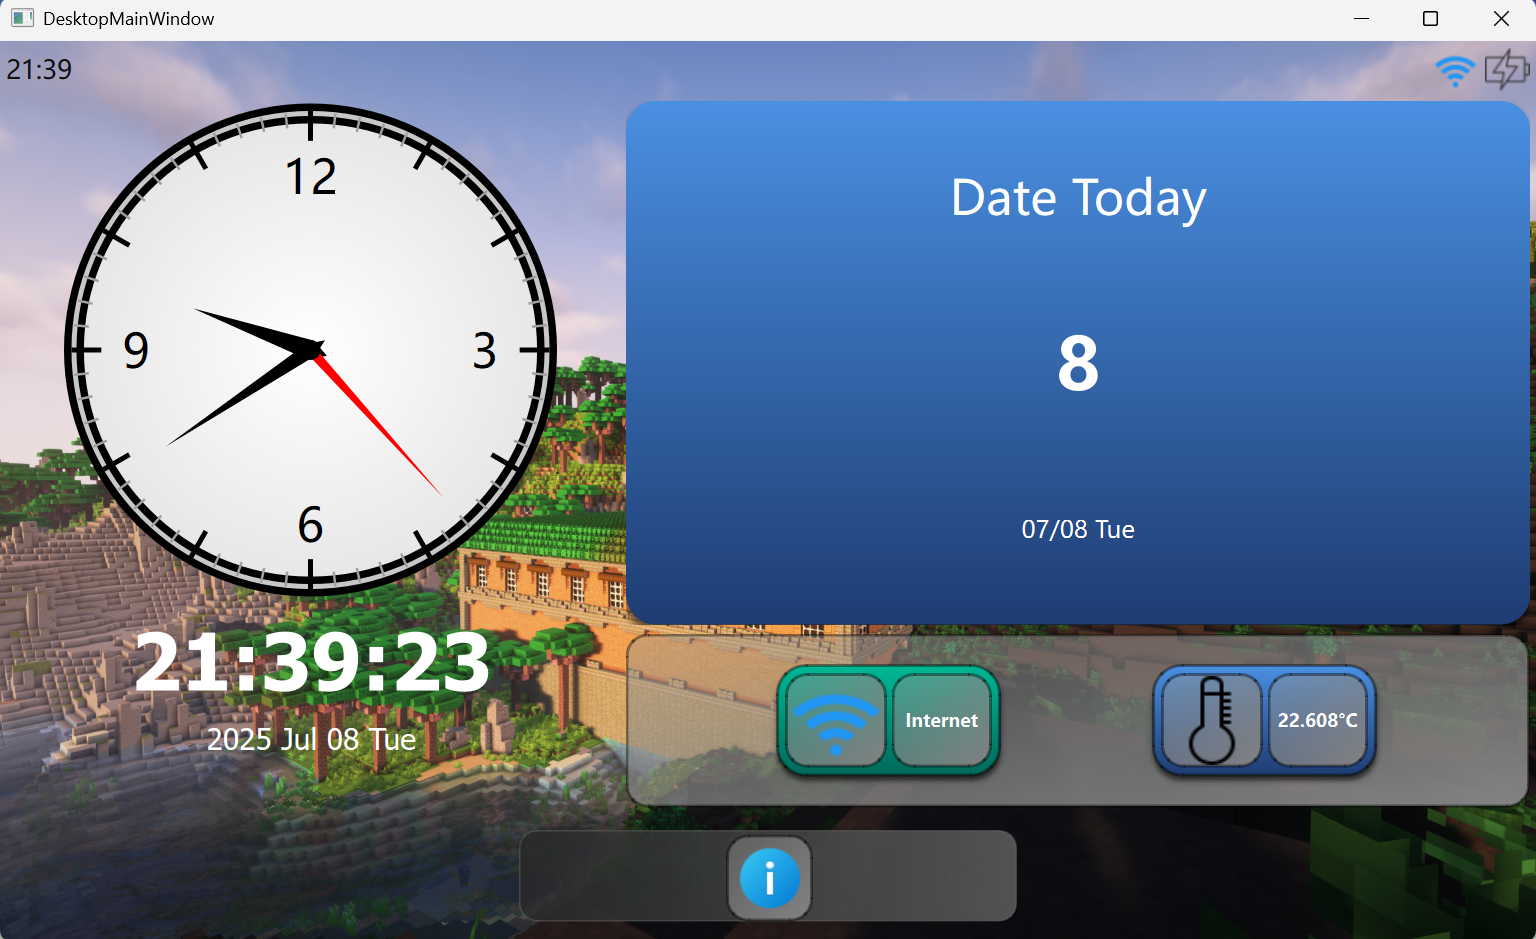 DesktopMainWindow
21:39
12
9
3
6
21:39:23
2025 Jul 08 Tue
Date Today
8
07/08 Tue
Internet
22.608°C
i